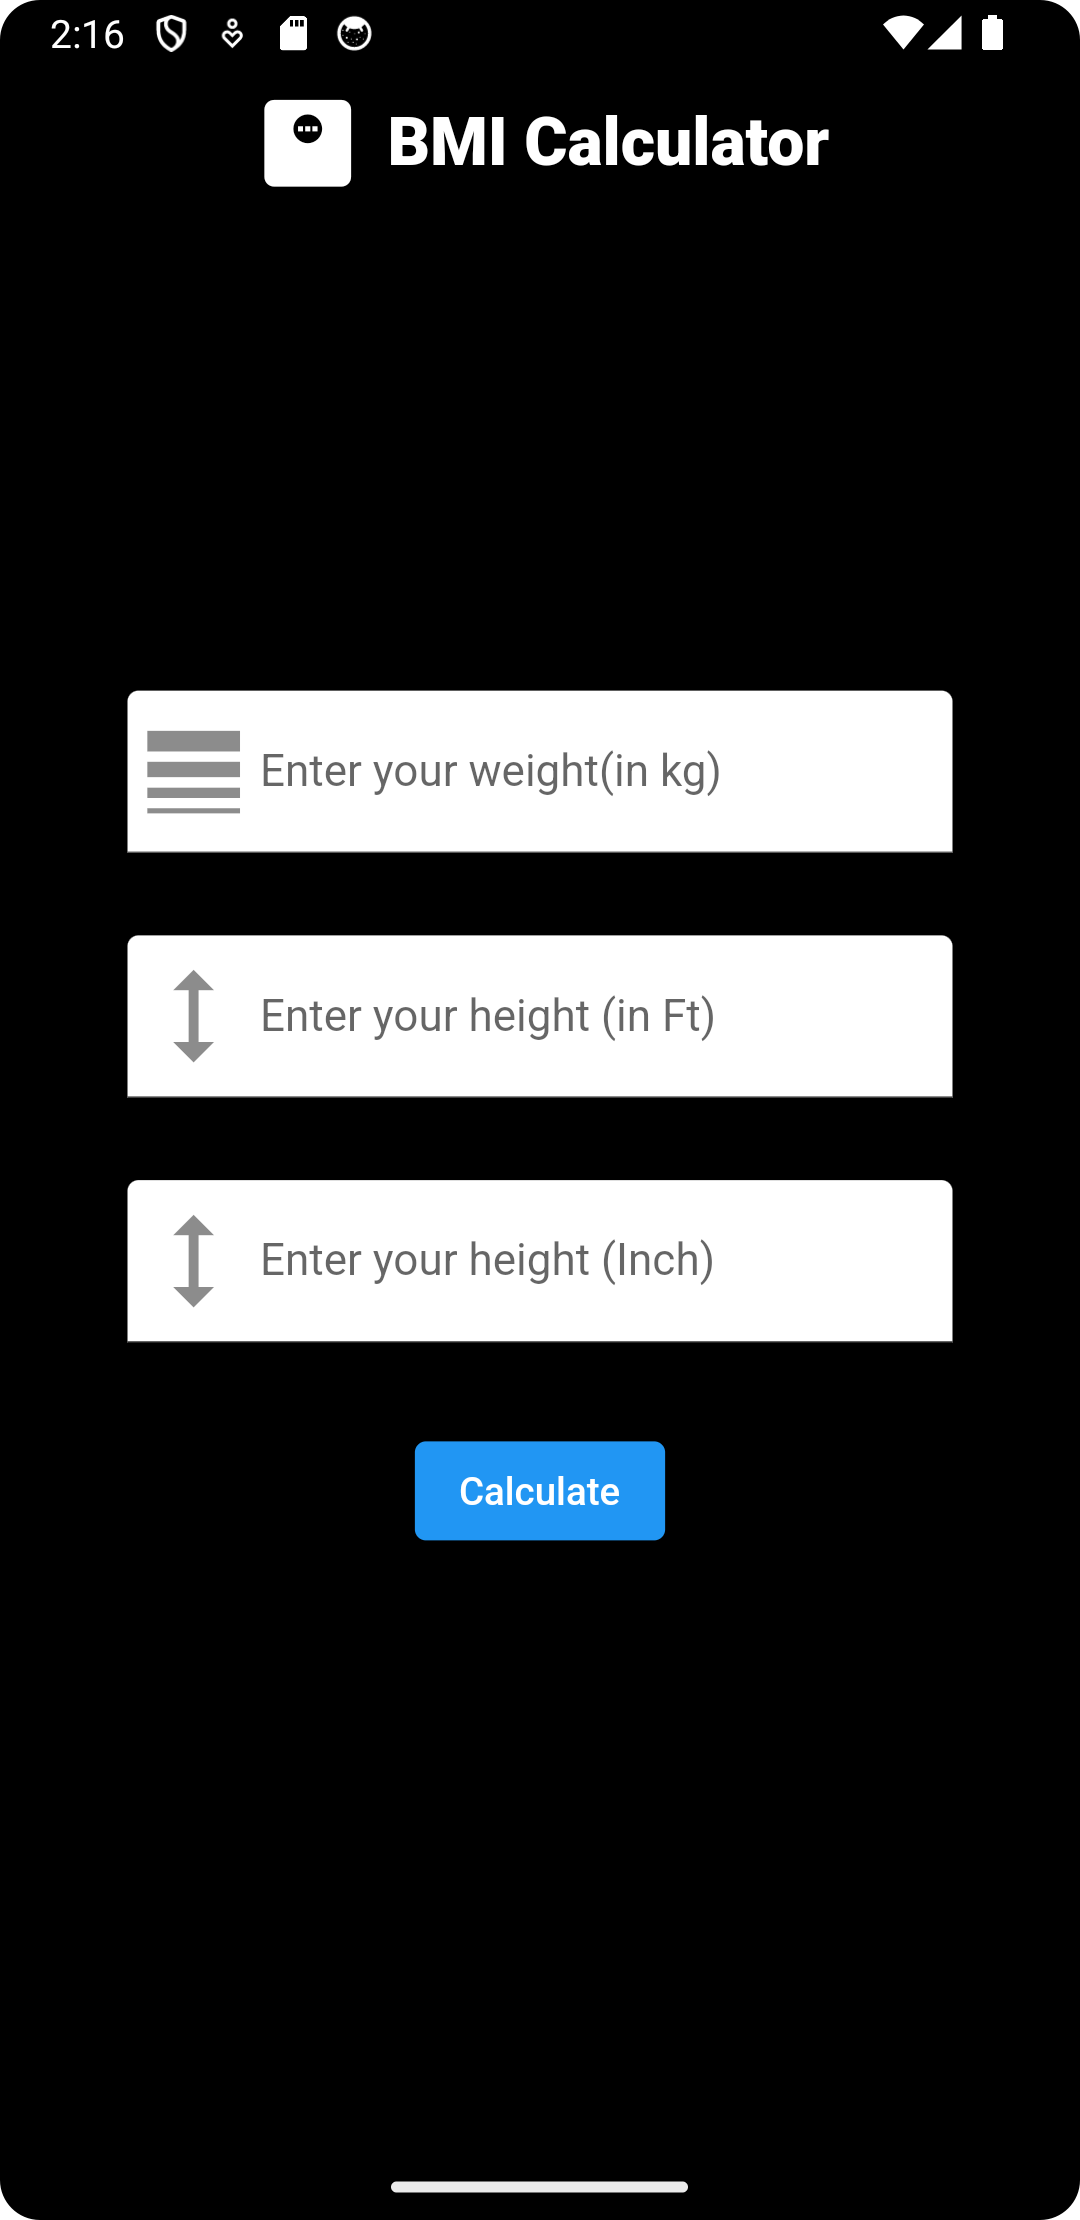 2:16
BMI Calculator
Enter your weight(in kg)
Enter your height (in Ft)
Enter your height (Inch)
Calculate